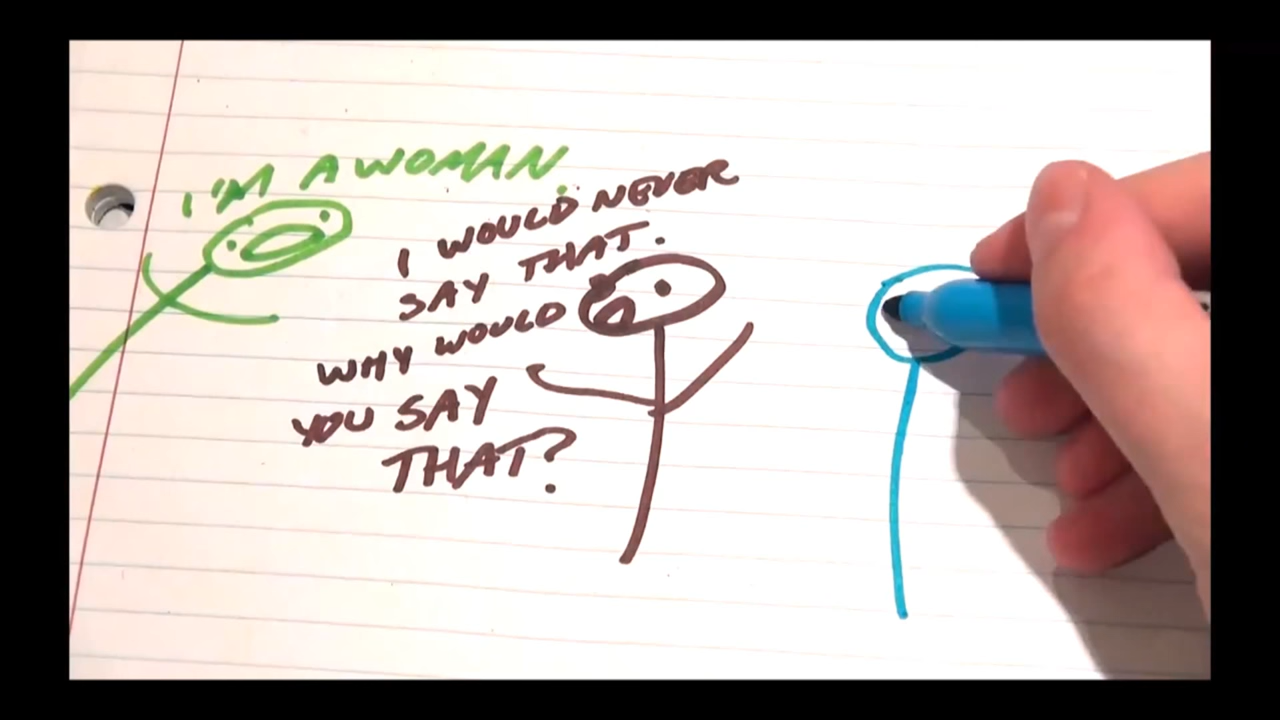 I'M A WOMAN.
I WOULD NEVER
SAY THAT.
WHY WOULD
YOU SAY
THAT?